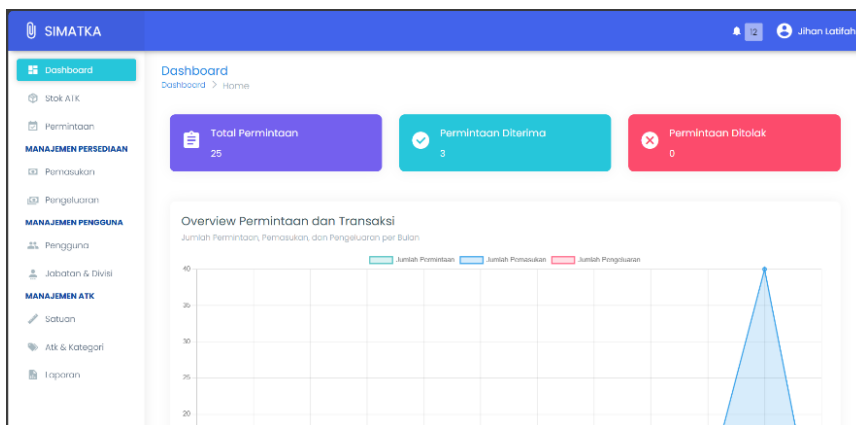 SIMATKA
12
Jihan Latifah
Dashboard
Stok ATK
Permintaan
MANAJEMEN PERSEDIAAN
Pemasukan
Pengeluaran
MANAJEMEN PENGGUNA
Pengguna
Jabatan & Divisi
MANAJEMEN ATK
Satuan
Atk & Kategori
Laporan
Dashboard
Dashboard > Home
Total Permintaan
25
Permintaan Diterima
3
Permintaan Ditolak
0
Overview Permintaan dan Transaksi
Jumlah Permintaan, Pemasukan, dan Pengeluaran per Bulan
Jumlah Permintaan Jumlah Pemasukan Jumlah Pengeluaran
40
35
30
25
20